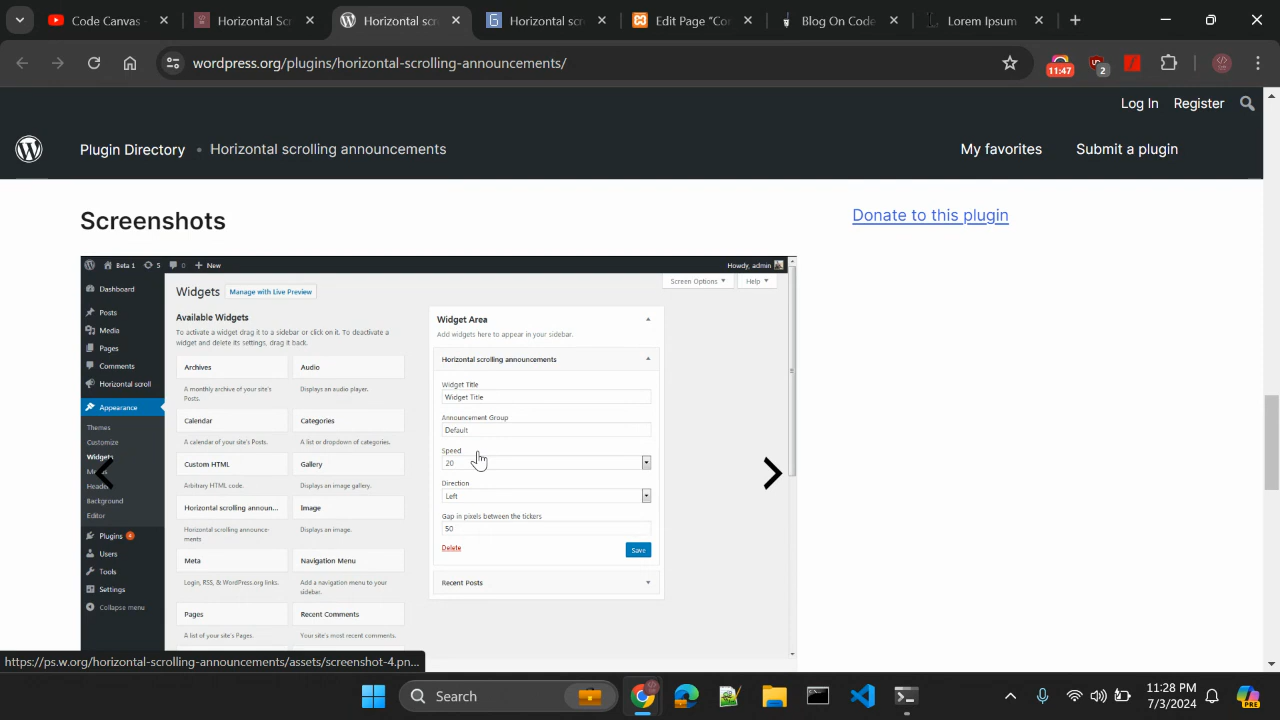 Code Canvas
Horizontal Scr
Horizontal scro
Horizontal scro
Edit Page "Cor
Blog On Code
Lorem Ipsum
wordpress.org/plugins/horizontal-scrolling-announcements/
11:47
2
Log In
Register
Plugin Directory • Horizontal scrolling announcements
My favorites
Submit a plugin
Screenshots
Donate to this plugin
Beta 1
5
0
+ New
Howdy, admin
Dashboard
Posts
Media
Pages
Comments
Horizontal scroll
Appearance
Themes
Customize
Widgets
Background
Editor
Plugins 4
Users
Tools
Settings
Collapse menu
Widgets
Manage with Live Preview
Screen Options
Help
Available Widgets
To activate a widget drag it to a sidebar or click on it. To deactivate a
widget and delete its settings, drag it back.
Archives
A monthly archive of your site's
Posts.
Audio
Displays an audio player.
Calendar
A calendar of your site's Posts.
Categories
A list or dropdown of categories.
Custom HTML
Arbitrary HTML code.
Gallery
Displays an image gallery.
Horizontal scrolling announ...
Horizontal scrolling announce-
ments
Image
Displays an image.
Meta
Login, RSS, & WordPress.org links.
Navigation Menu
Add a navigation menu to your
sidebar.
Pages
A list of your site's Pages.
Recent Comments
Your site's most recent comments.
Widget Area
Add widgets here to appear in your sidebar.
Horizontal scrolling announcements
Widget Title
Widget Title
Announcement Group
Default
Speed
20
Direction
Left
Gap in pixels between the tickers
50
Delete
Save
Recent Posts
https://ps.w.org/horizontal-scrolling-announcements/assets/screenshot-4.pn...
Search
PRE
11:28 PM
7/3/2024